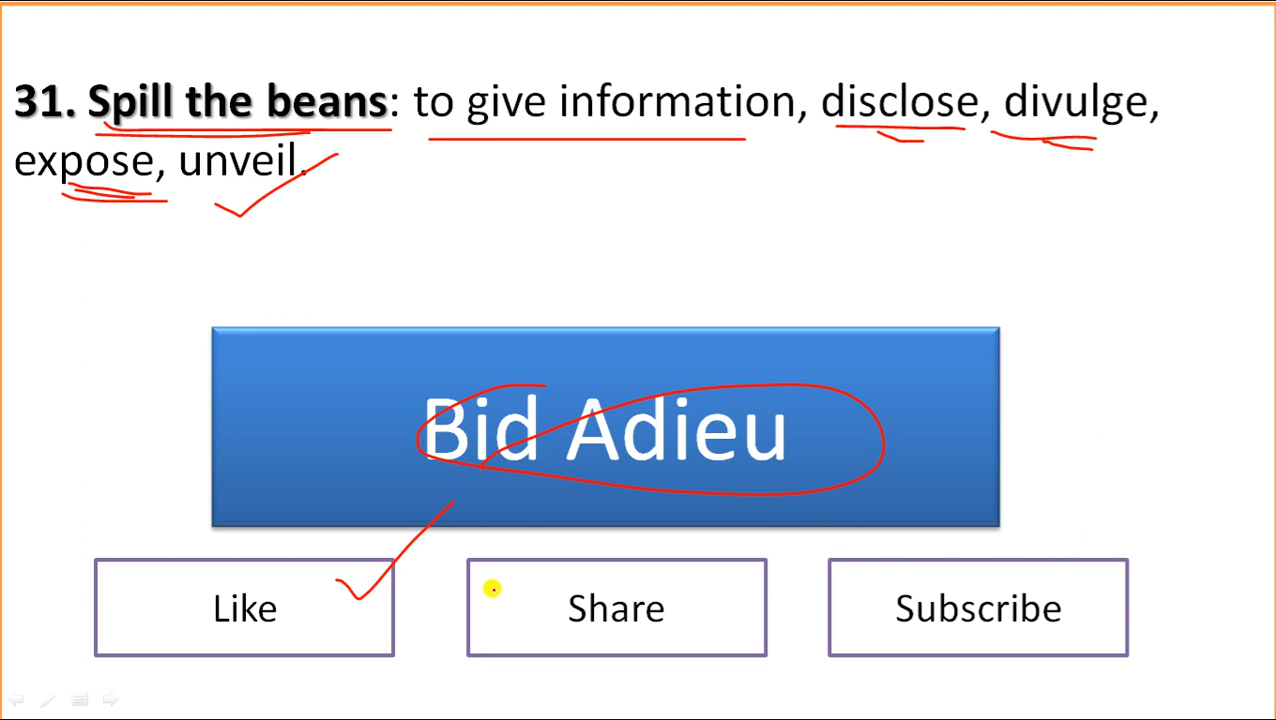 31. Spill the beans: to give information, disclose, divulge,
expose, unveil.
Bid Adieu
Like
Share
Subscribe